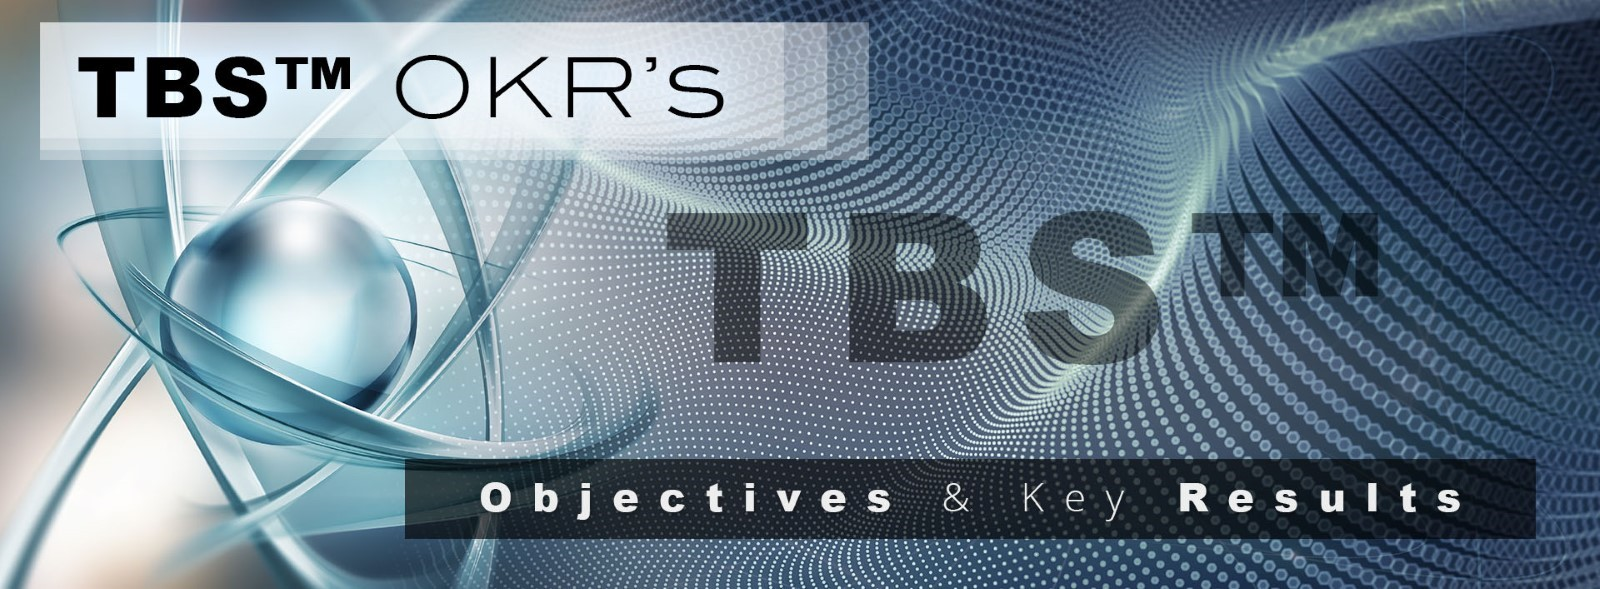 TBS™ OKR’s
TBS™
Objectives & Key Results